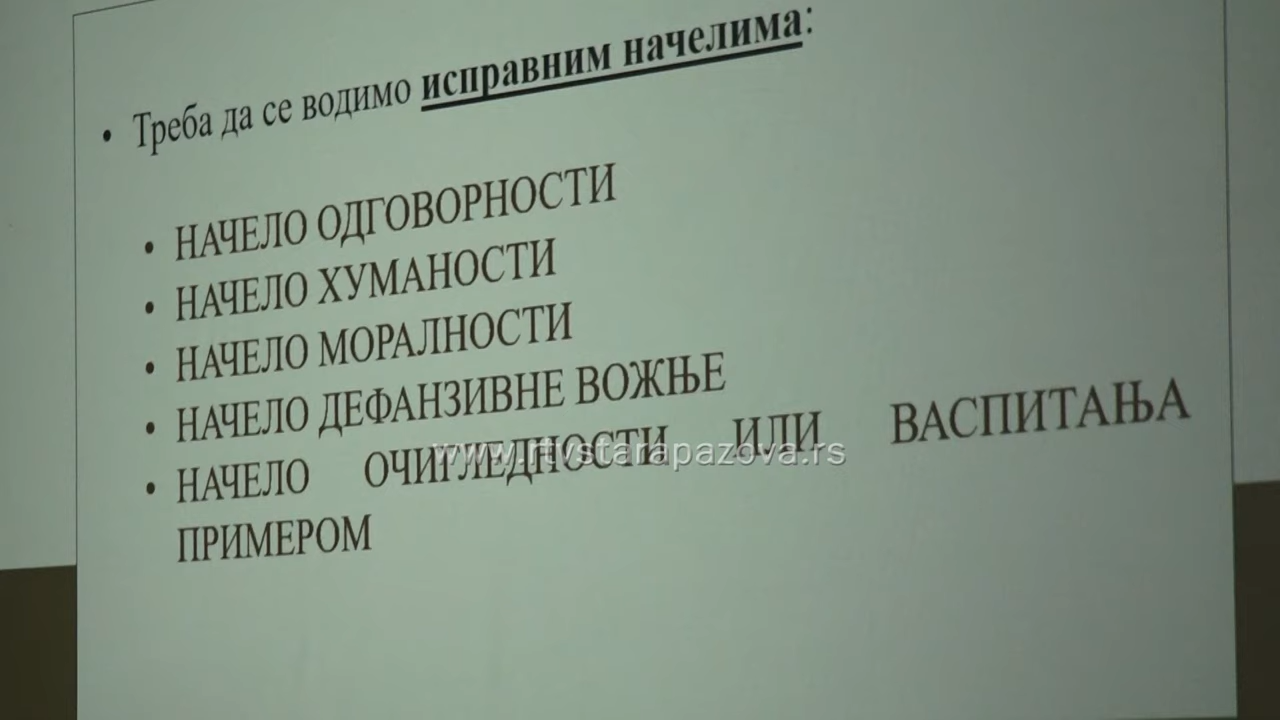 • Треба да се водимо исправним начелима:
• НАЧЕЛО ОДГОВОРНОСТИ
• НАЧЕЛО ХУМАНОСТИ
• НАЧЕЛО МОРАЛНОСТИ
• НАЧЕЛО ДЕФАНЗИВНЕ ВОЖЊЕ
• НАЧЕЛО ОЧИГЛЕДНОСТИ ИЛИ ВАСПИТАЊА
ПРИМЕРОМ
www.rtvstarapazova.rs